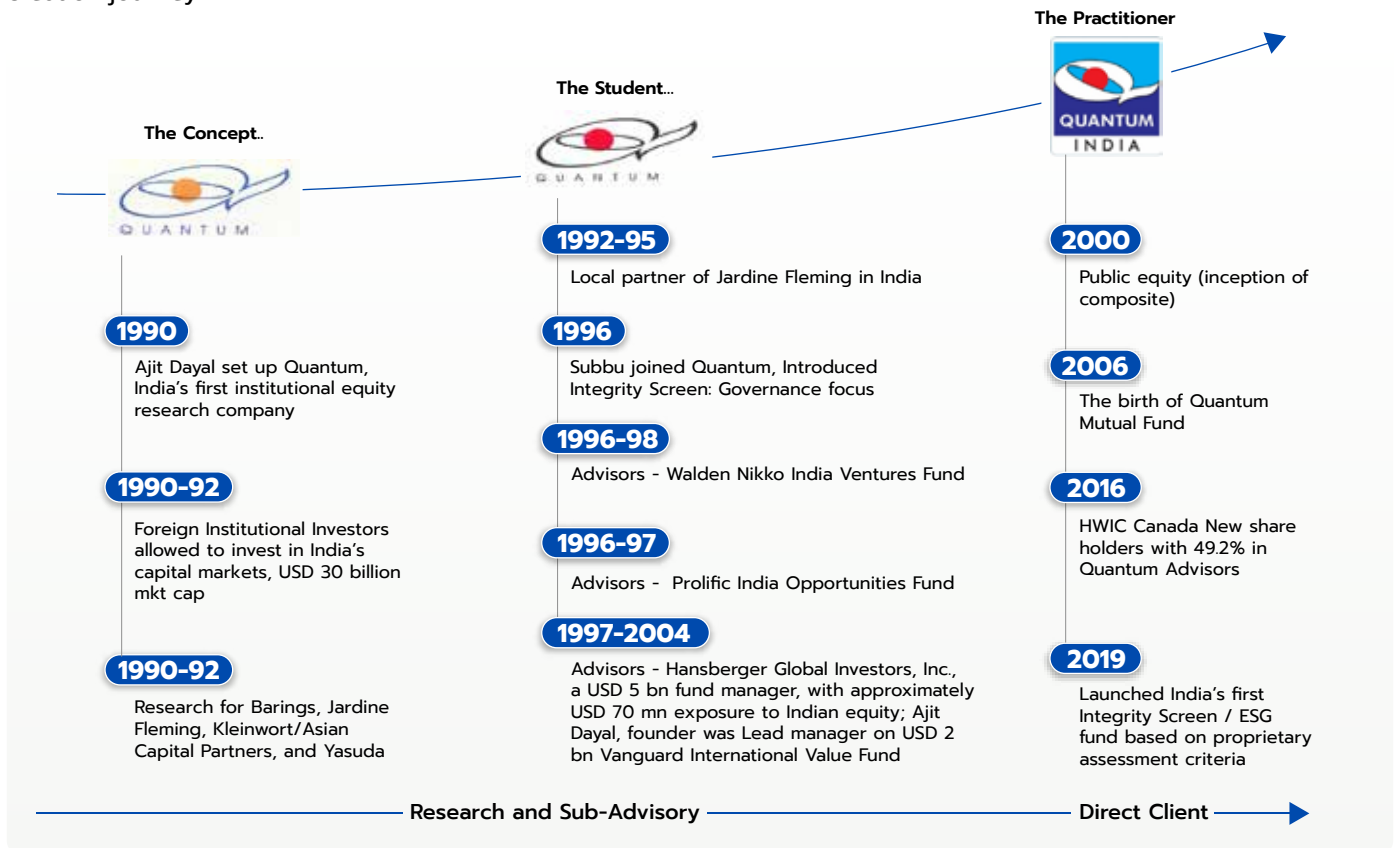 The Concept..
QUANTUM
1990
Ajit Dayal set up Quantum,
India's first institutional equity
research company
1990-92
Foreign Institutional Investors
allowed to invest in India's
capital markets, USD 30 billion
mkt cap
1990-92
Research for Barings, Jardine
Fleming, Kleinwort/Asian
Capital Partners, and Yasuda
The Student...
QUANTUM
1992-95
Local partner of Jardine Fleming in India
1996
Subbu joined Quantum, Introduced
Integrity Screen: Governance focus
1996-98
Advisors - Walden Nikko India Ventures Fund
1996-97
Advisors - Prolific India Opportunities Fund
1997-2004
Advisors - Hansberger Global Investors, Inc.,
a USD 5 bn fund manager, with approximately
USD 70 mn exposure to Indian equity; Ajit
Dayal, founder was Lead manager on USD 2
bn Vanguard International Value Fund
The Practitioner
QUANTUM
INDIA
2000
Public equity (inception of
composite)
2006
The birth of Quantum
Mutual Fund
2016
HWIC Canada New share
holders with 49.2% in
Quantum Advisors
2019
Launched India's first
Integrity Screen / ESG
fund based on proprietary
assessment criteria
Research and Sub-Advisory
Direct Client